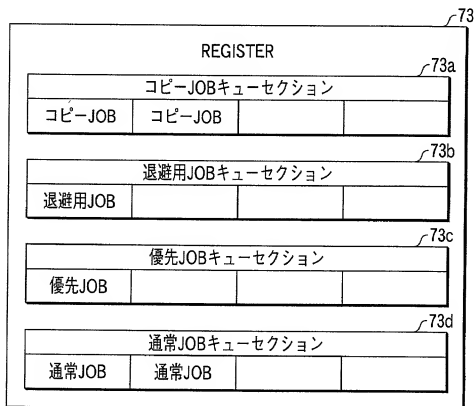 73
REGISTER
73a
コピーJOBキューセクション
コピーJOB コピーJOB
73b
退避用JOBキューセクション
退避用JOB
73c
優先JOBキューセクション
優先JOB
73d
通常JOBキューセクション
通常JOB 通常JOB